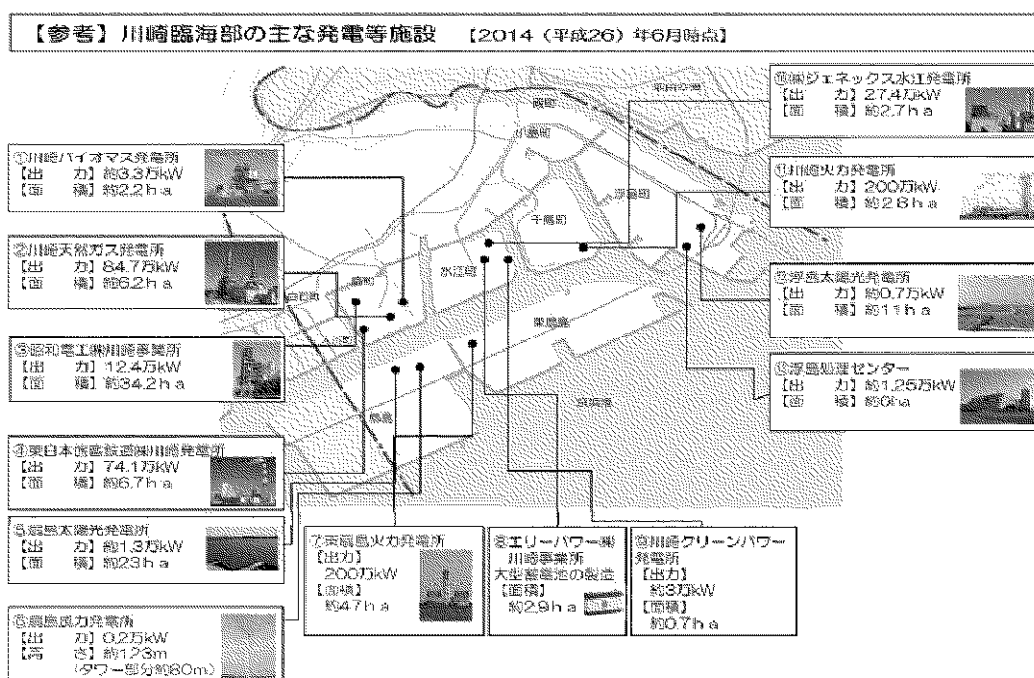 【参考】川崎臨海部の主な発電等施設 【2014（平成26）年6月時点】
①川崎バイオマス発電所
【出　力】約3.3万kW
【面　積】約2.2ha
②川崎天然ガス発電所
【出　力】84.7万kW
【面　積】約6.2ha
③昭和電工㈱川崎事業所
【出　力】12.4万kW
【面　積】約34.2ha
④東日本旅客鉄道㈱川崎発電所
【出　力】74.1万kW
【面　積】約6.7ha
⑤扇島太陽光発電所
【出　力】約1.3万kW
【面　積】約23ha
⑥扇島風力発電所
【出　力】0.2万kW
【高　さ】約123m
（タワー部分約80m）
⑦東扇島火力発電所
【出力】
200万kW
【面積】
約47ha
⑧エリーパワー㈱
川崎事業所
大型蓄電池の製造
【面積】
約2.9ha
⑨川崎クリーンパワー
発電所
【出力】
約3万kW
【面積】
約0.7ha
⑩㈱ジェネックス水江発電所
【出　力】27.4万kW
【面　積】約2.7ha
⑪川崎火力発電所
【出　力】200万kW
【面　積】約28ha
⑫浮島太陽光発電所
【出　力】約0.7万kW
【面　積】約11ha
⑬浮島処理センター
【出　力】約1.25万kW
【面　積】
殿町
小島町
浮島町
千鳥町
水江町
扇町
白石町
東扇島
扇島
京浜港